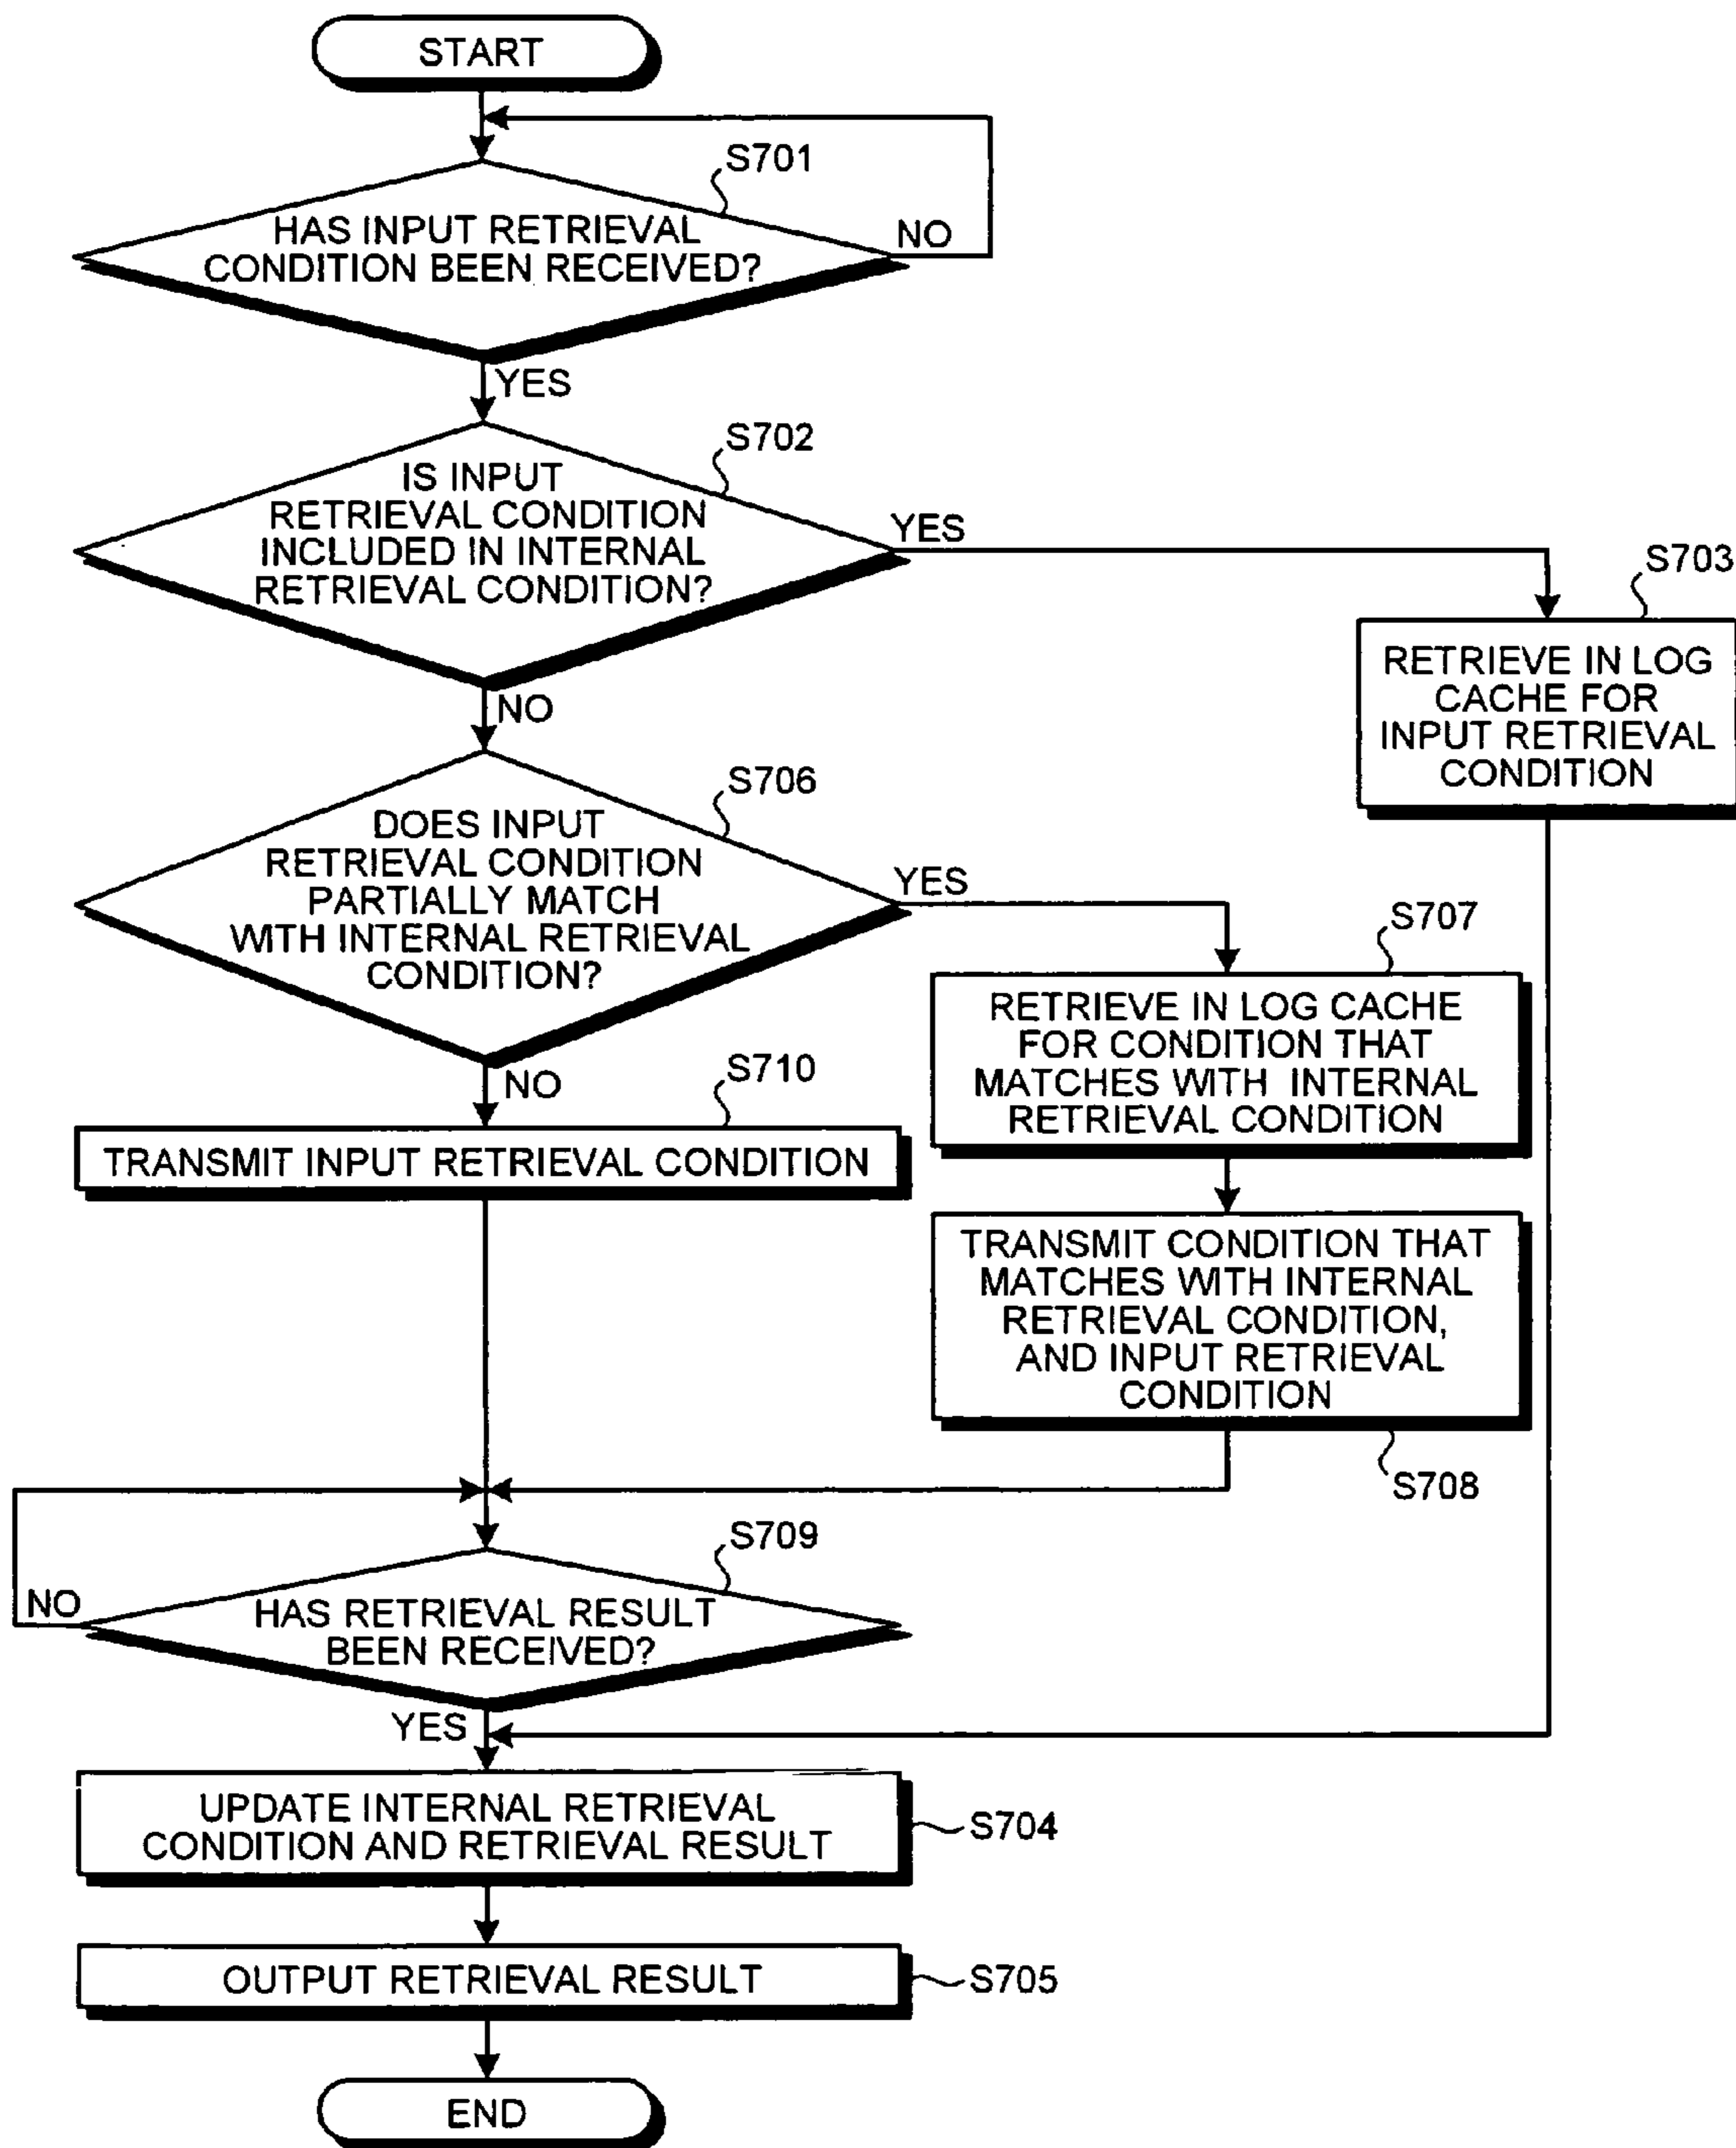 START
S701
HAS INPUT RETRIEVAL
CONDITION BEEN RECEIVED?
NO
YES
S702
IS INPUT
RETRIEVAL CONDITION
INCLUDED IN INTERNAL
RETRIEVAL CONDITION?
YES
S703
RETRIEVE IN LOG
CACHE FOR
INPUT RETRIEVAL
CONDITION
NO
S706
DOES INPUT
RETRIEVAL CONDITION
PARTIALLY MATCH
WITH INTERNAL RETRIEVAL
CONDITION?
YES
S707
RETRIEVE IN LOG CACHE
FOR CONDITION THAT
MATCHES WITH INTERNAL
RETRIEVAL CONDITION
NO
S710
TRANSMIT INPUT RETRIEVAL CONDITION
TRANSMIT CONDITION THAT
MATCHES WITH INTERNAL
RETRIEVAL CONDITION,
AND INPUT RETRIEVAL
CONDITION
S708
S709
HAS RETRIEVAL RESULT
BEEN RECEIVED?
NO
YES
UPDATE INTERNAL RETRIEVAL
CONDITION AND RETRIEVAL RESULT
S704
OUTPUT RETRIEVAL RESULT
S705
END